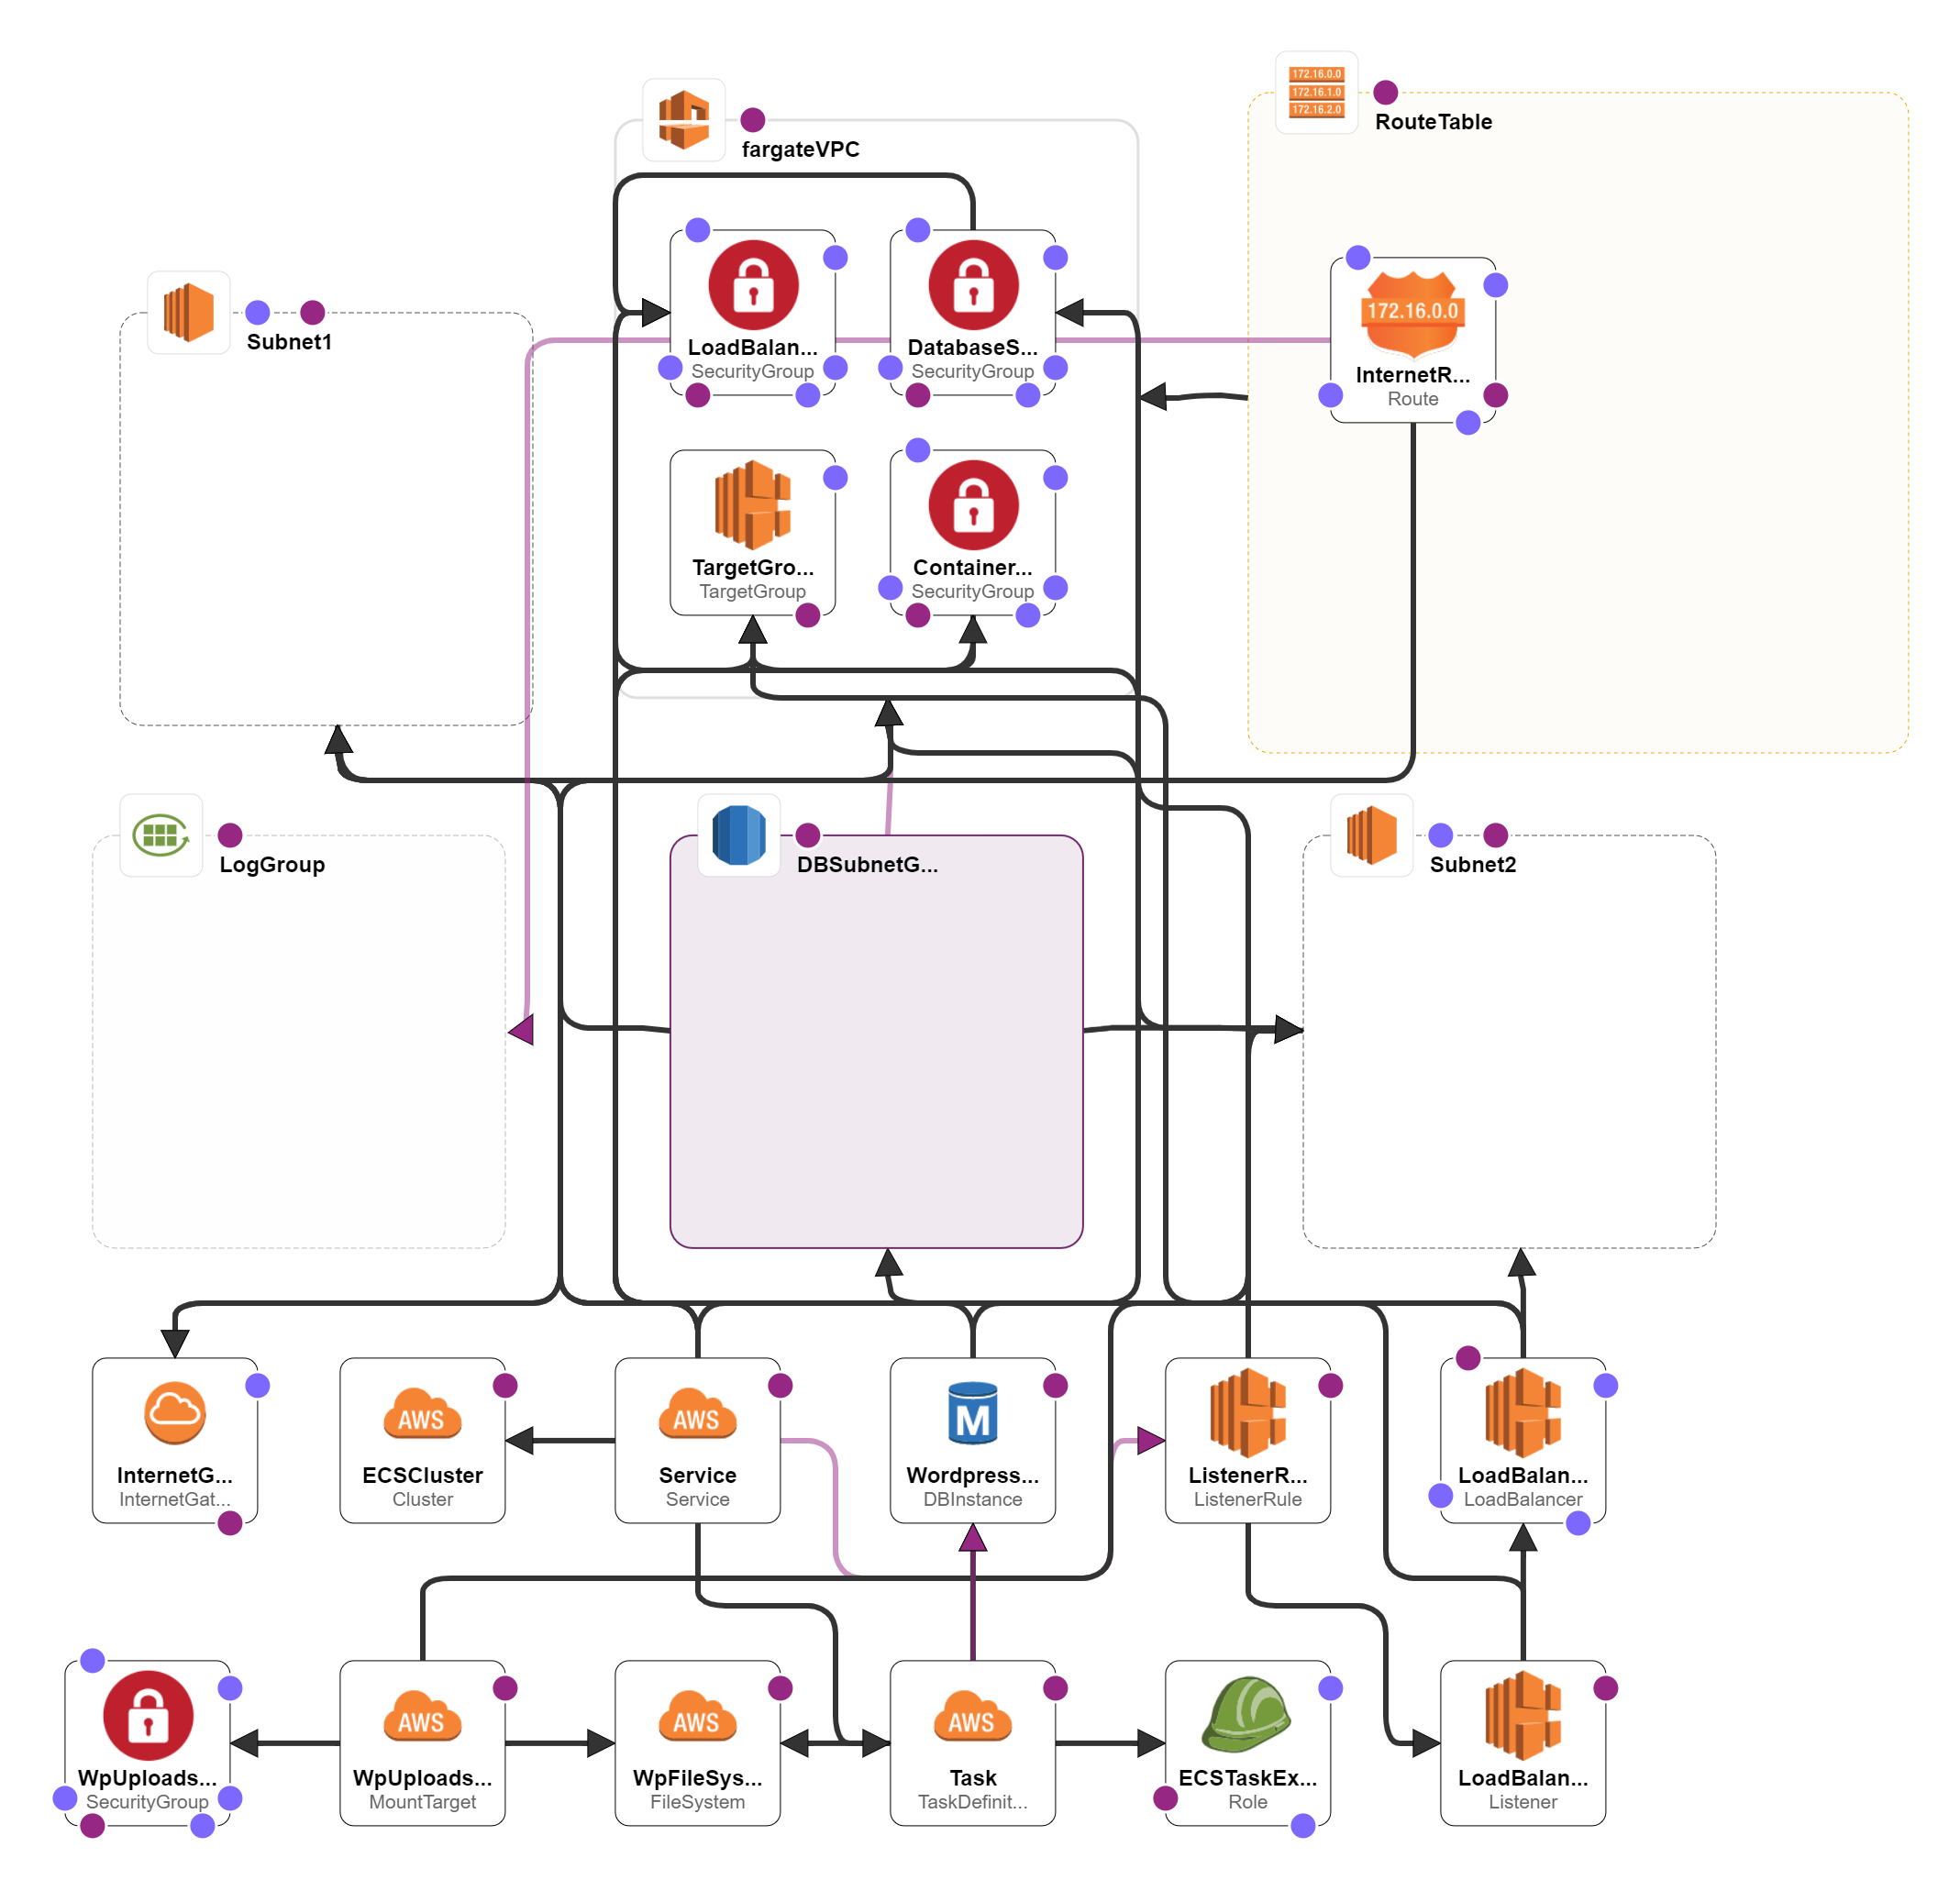 172.16.0.0
172.16.1.0
172.16.2.0
RouteTable
fargateVPC
Subnet1
LoadBalan...
SecurityGroup
DatabaseS...
SecurityGroup
172.16.0.0
InternetR...
Route
TargetGro...
TargetGroup
Container...
SecurityGroup
LogGroup
DBSubnetG...
Subnet2
InternetG...
InternetGat...
AWS
ECSCluster
Cluster
AWS
Service
Service
M
Wordpress...
DBInstance
ListenerR...
ListenerRule
LoadBalan...
LoadBalancer
WpUploads...
SecurityGroup
AWS
WpUploads...
MountTarget
AWS
WpFileSys...
FileSystem
AWS
Task
TaskDefinit...
ECSTaskEx...
Role
LoadBalan...
Listener